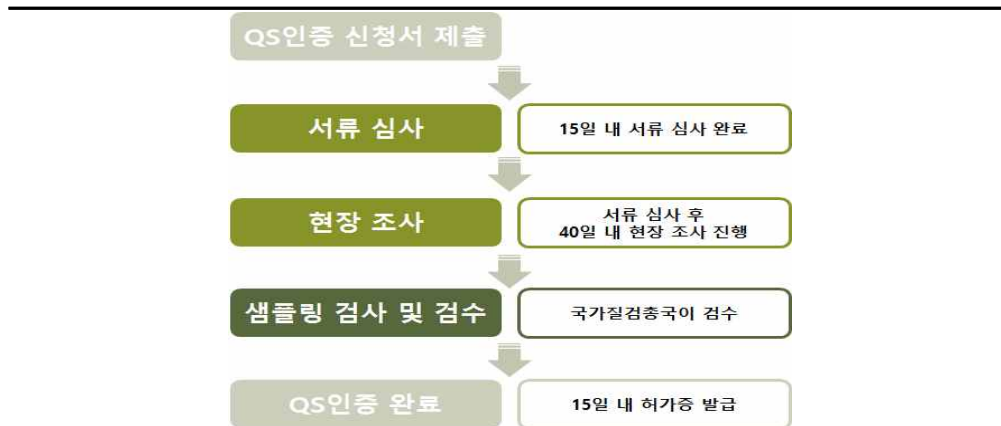 QS인증 신청서 제출
서류 심사
15일 내 서류 심사 완료
현장 조사
서류 심사 후
40일 내 현장 조사 진행
샘플링 검사 및 검수
국가질검총국이 검수
QS인증 완료
15일 내 허가증 발급